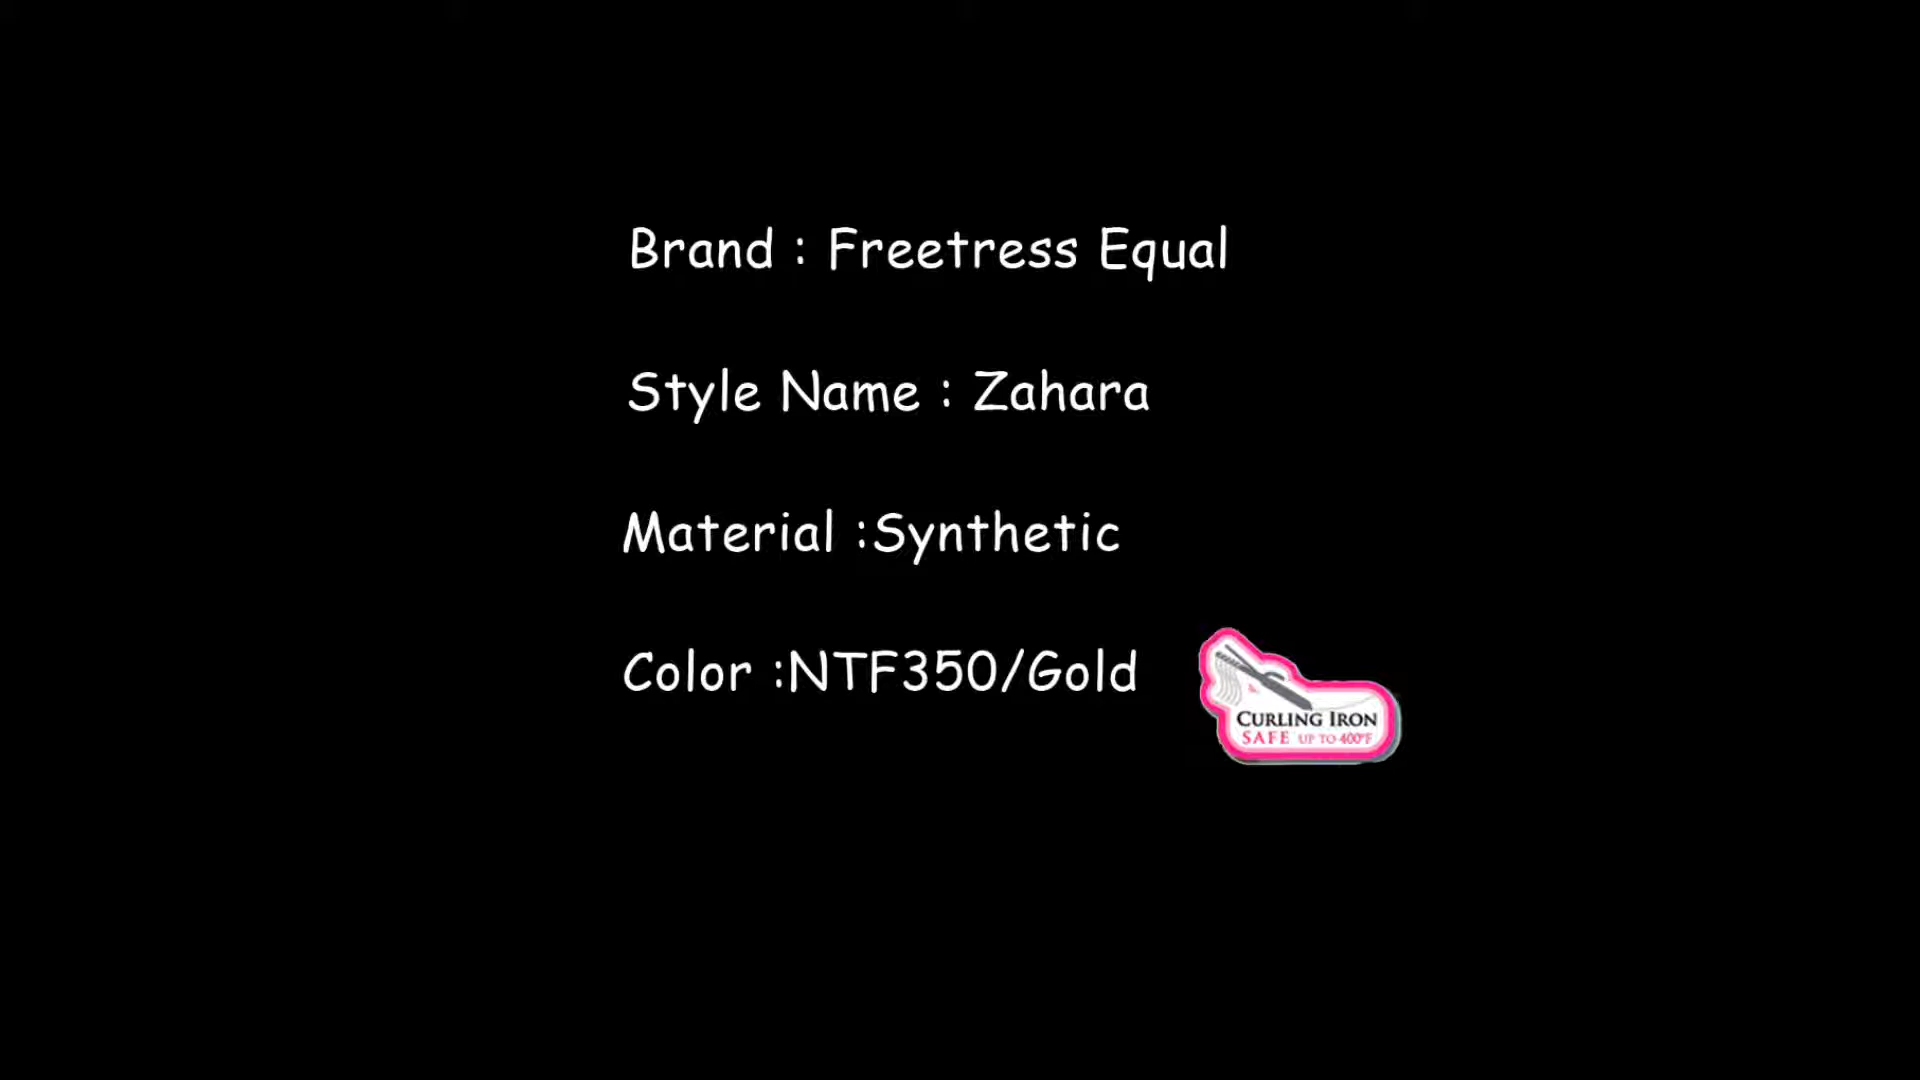 Brand : Freetress Equal
Style Name : Zahara
Material :Synthetic
Color :NTF350/Gold
CURLING IRON
SAFE UP TO 400°F